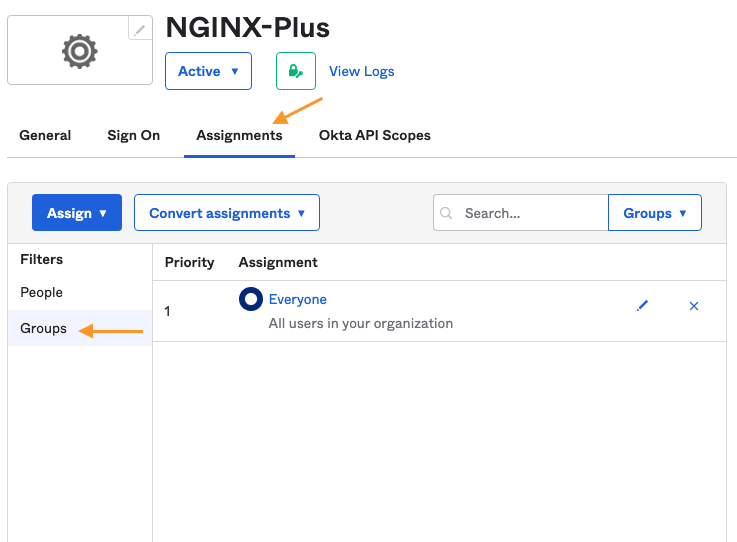 NGINX-Plus
Active
View Logs
General Sign On Assignments Okta API Scopes
Assign Convert assignments Search... Groups
Filters
People
Groups
Priority Assignment
1
Everyone
All users in your organization